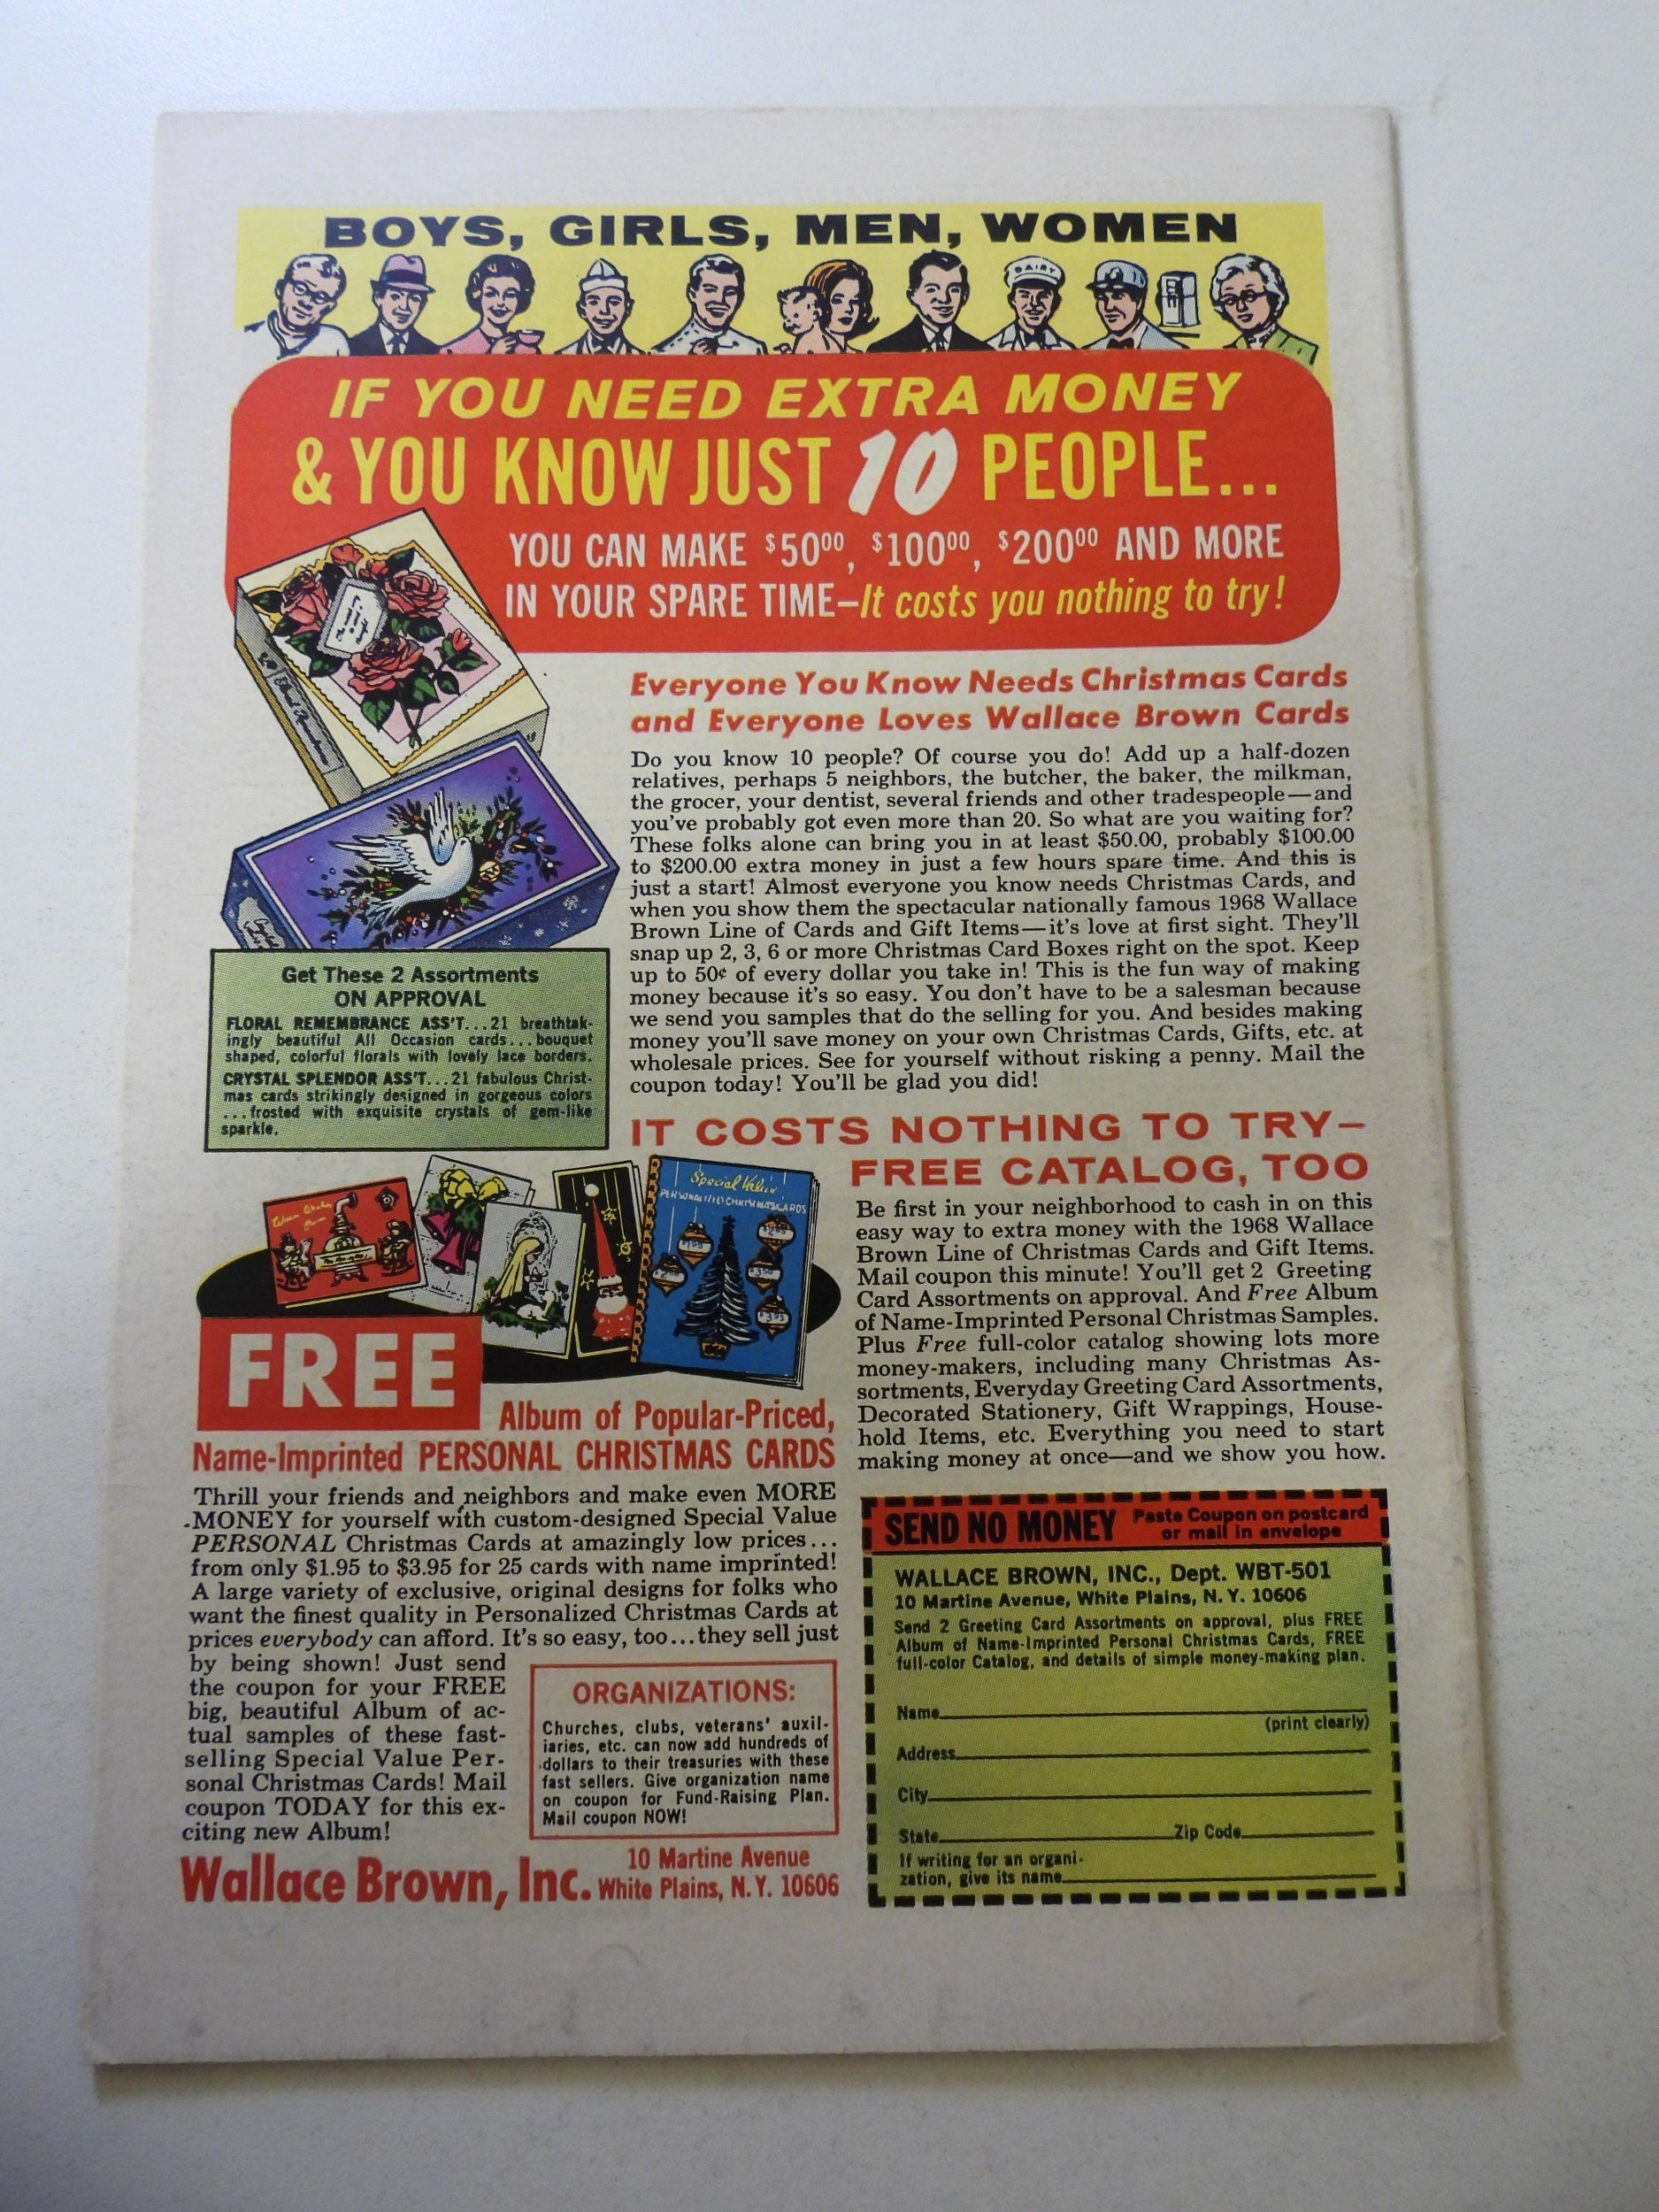 BOYS, GIRLS, MEN, WOMEN
DAIRY
IF YOU NEED EXTRA MONEY
& YOU KNOW JUST 10 PEOPLE...
YOU CAN MAKE $50⁰⁰, $100⁰⁰, $200⁰⁰ AND MORE
IN YOUR SPARE TIME—It costs you nothing to try!
Everyone You Know Needs Christmas Cards
and Everyone Loves Wallace Brown Cards
Do you know 10 people? Of course you do! Add up a half-dozen
relatives, perhaps 5 neighbors, the butcher, the baker, the milkman,
the grocer, your dentist, several friends and other tradespeople—and
you've probably got even more than 20. So what are you waiting for?
These folks alone can bring you in at least $50.00, probably $100.00
to $200.00 extra money in just a few hours spare time. And this is
just a start! Almost everyone you know needs Christmas Cards, and
when you show them the spectacular nationally famous 1968 Wallace
Brown Line of Cards and Gift Items—it's love at first sight. They'll
snap up 2, 3, 6 or more Christmas Card Boxes right on the spot. Keep
up to 50¢ of every dollar you take in! This is the fun way of making
money because it's so easy. You don't have to be a salesman because
we send you samples that do the selling for you. And besides making
money you'll save money on your own Christmas Cards, Gifts, etc. at
wholesale prices. See for yourself without risking a penny. Mail the
coupon today! You'll be glad you did!
Get These 2 Assortments
ON APPROVAL
FLORAL REMEMBRANCE ASS'T...21 breathtak-
ingly beautiful All Occasion cards...bouquet
shaped, colorful florals with lovely lace borders.
CRYSTAL SPLENDOR ASS'T...21 fabulous Christ-
mas cards strikingly designed in gorgeous colors
...frosted with exquisite crystals of gem-like
sparkle.
IT COSTS NOTHING TO TRY—
FREE CATALOG, TOO
Be first in your neighborhood to cash in on this
easy way to extra money with the 1968 Wallace
Brown Line of Christmas Cards and Gift Items.
Mail coupon this minute! You'll get 2 Greeting
Card Assortments on approval. And Free Album
of Name-Imprinted Personal Christmas Samples.
Plus Free full-color catalog showing lots more
money-makers, including many Christmas As-
sortments, Everyday Greeting Card Assortments,
Decorated Stationery, Gift Wrappings, House-
hold Items, etc. Everything you need to start
making money at once—and we show you how.
Special Value
PERSONALIZED CHRISTMAS CARDS
FREE
Album of Popular-Priced,
Name-Imprinted PERSONAL CHRISTMAS CARDS
Thrill your friends and neighbors and make even MORE
MONEY for yourself with custom-designed Special Value
PERSONAL Christmas Cards at amazingly low prices...
from only $1.95 to $3.95 for 25 cards with name imprinted!
A large variety of exclusive, original designs for folks who
want the finest quality in Personalized Christmas Cards at
prices everybody can afford. It's so easy, too...they sell just
by being shown! Just send
the coupon for your FREE
big, beautiful Album of ac-
tual samples of these fast-
selling Special Value Per-
sonal Christmas Cards! Mail
coupon TODAY for this ex-
citing new Album!
ORGANIZATIONS:
Churches, clubs, veterans' auxil-
iaries, etc. can now add hundreds of
dollars to their treasuries with these
fast sellers. Give organization name
on coupon for Fund-Raising Plan.
Mail coupon NOW!
Wallace Brown, Inc. 10 Martine Avenue
White Plains, N.Y. 10606
SEND NO MONEY Paste Coupon on postcard
or mail in envelope
WALLACE BROWN, INC., Dept. WBT-501
10 Martine Avenue, White Plains, N.Y. 10606
Send 2 Greeting Card Assortments on approval, plus FREE
Album of Name-Imprinted Personal Christmas Cards, FREE
full-color Catalog, and details of simple money-making plan.
Name
(print clearly)
Address
City
State Zip Code
If writing for an organi-
zation, give its name